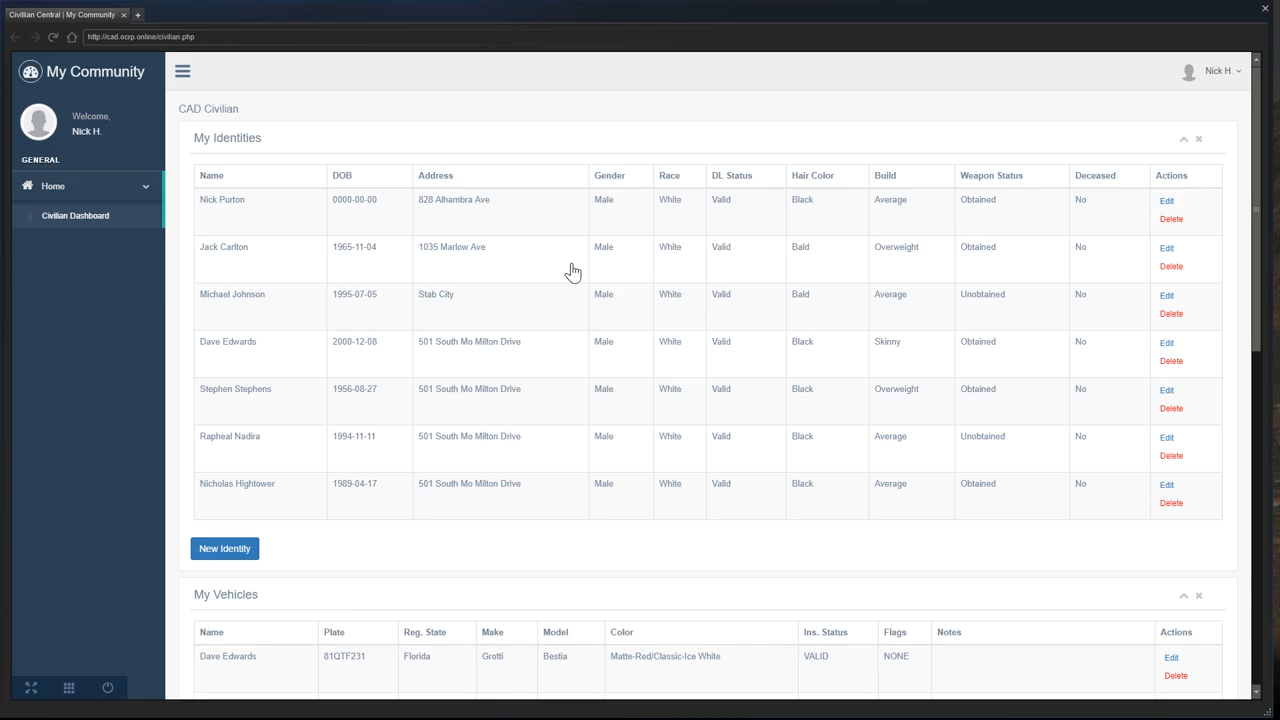 Civillian Central | My Community
http://cad.ocrp.online/civilian.php
My Community
Nick H.
Welcome,
Nick H.
GENERAL
Home
Civilian Dashboard
CAD Civilian
My Identities
Name DOB Address Gender Race DL Status Hair Color Build Weapon Status Deceased Actions
Nick Purton 0000-00-00 828 Alhambra Ave Male White Valid Black Average Obtained No Edit
Delete
Jack Carlton 1965-11-04 1035 Marlow Ave Male White Valid Bald Overweight Obtained No Edit
Delete
Michael Johnson 1995-07-05 Stab City Male White Valid Bald Average Unobtained No Edit
Delete
Dave Edwards 2000-12-08 501 South Mo Milton Drive Male White Valid Black Skinny Obtained No Edit
Delete
Stephen Stephens 1956-08-27 501 South Mo Milton Drive Male White Valid Black Overweight Obtained No Edit
Delete
Rapheal Nadira 1994-11-11 501 South Mo Milton Drive Male White Valid Black Average Unobtained No Edit
Delete
Nicholas Hightower 1989-04-17 501 South Mo Milton Drive Male White Valid Black Average Obtained No Edit
Delete
New Identity
My Vehicles
Name Plate Reg. State Make Model Color Ins. Status Flags Notes Actions
Dave Edwards 81QTF231 Florida Grotti Bestia Matte-Red/Classic-Ice White VALID NONE Edit
Delete